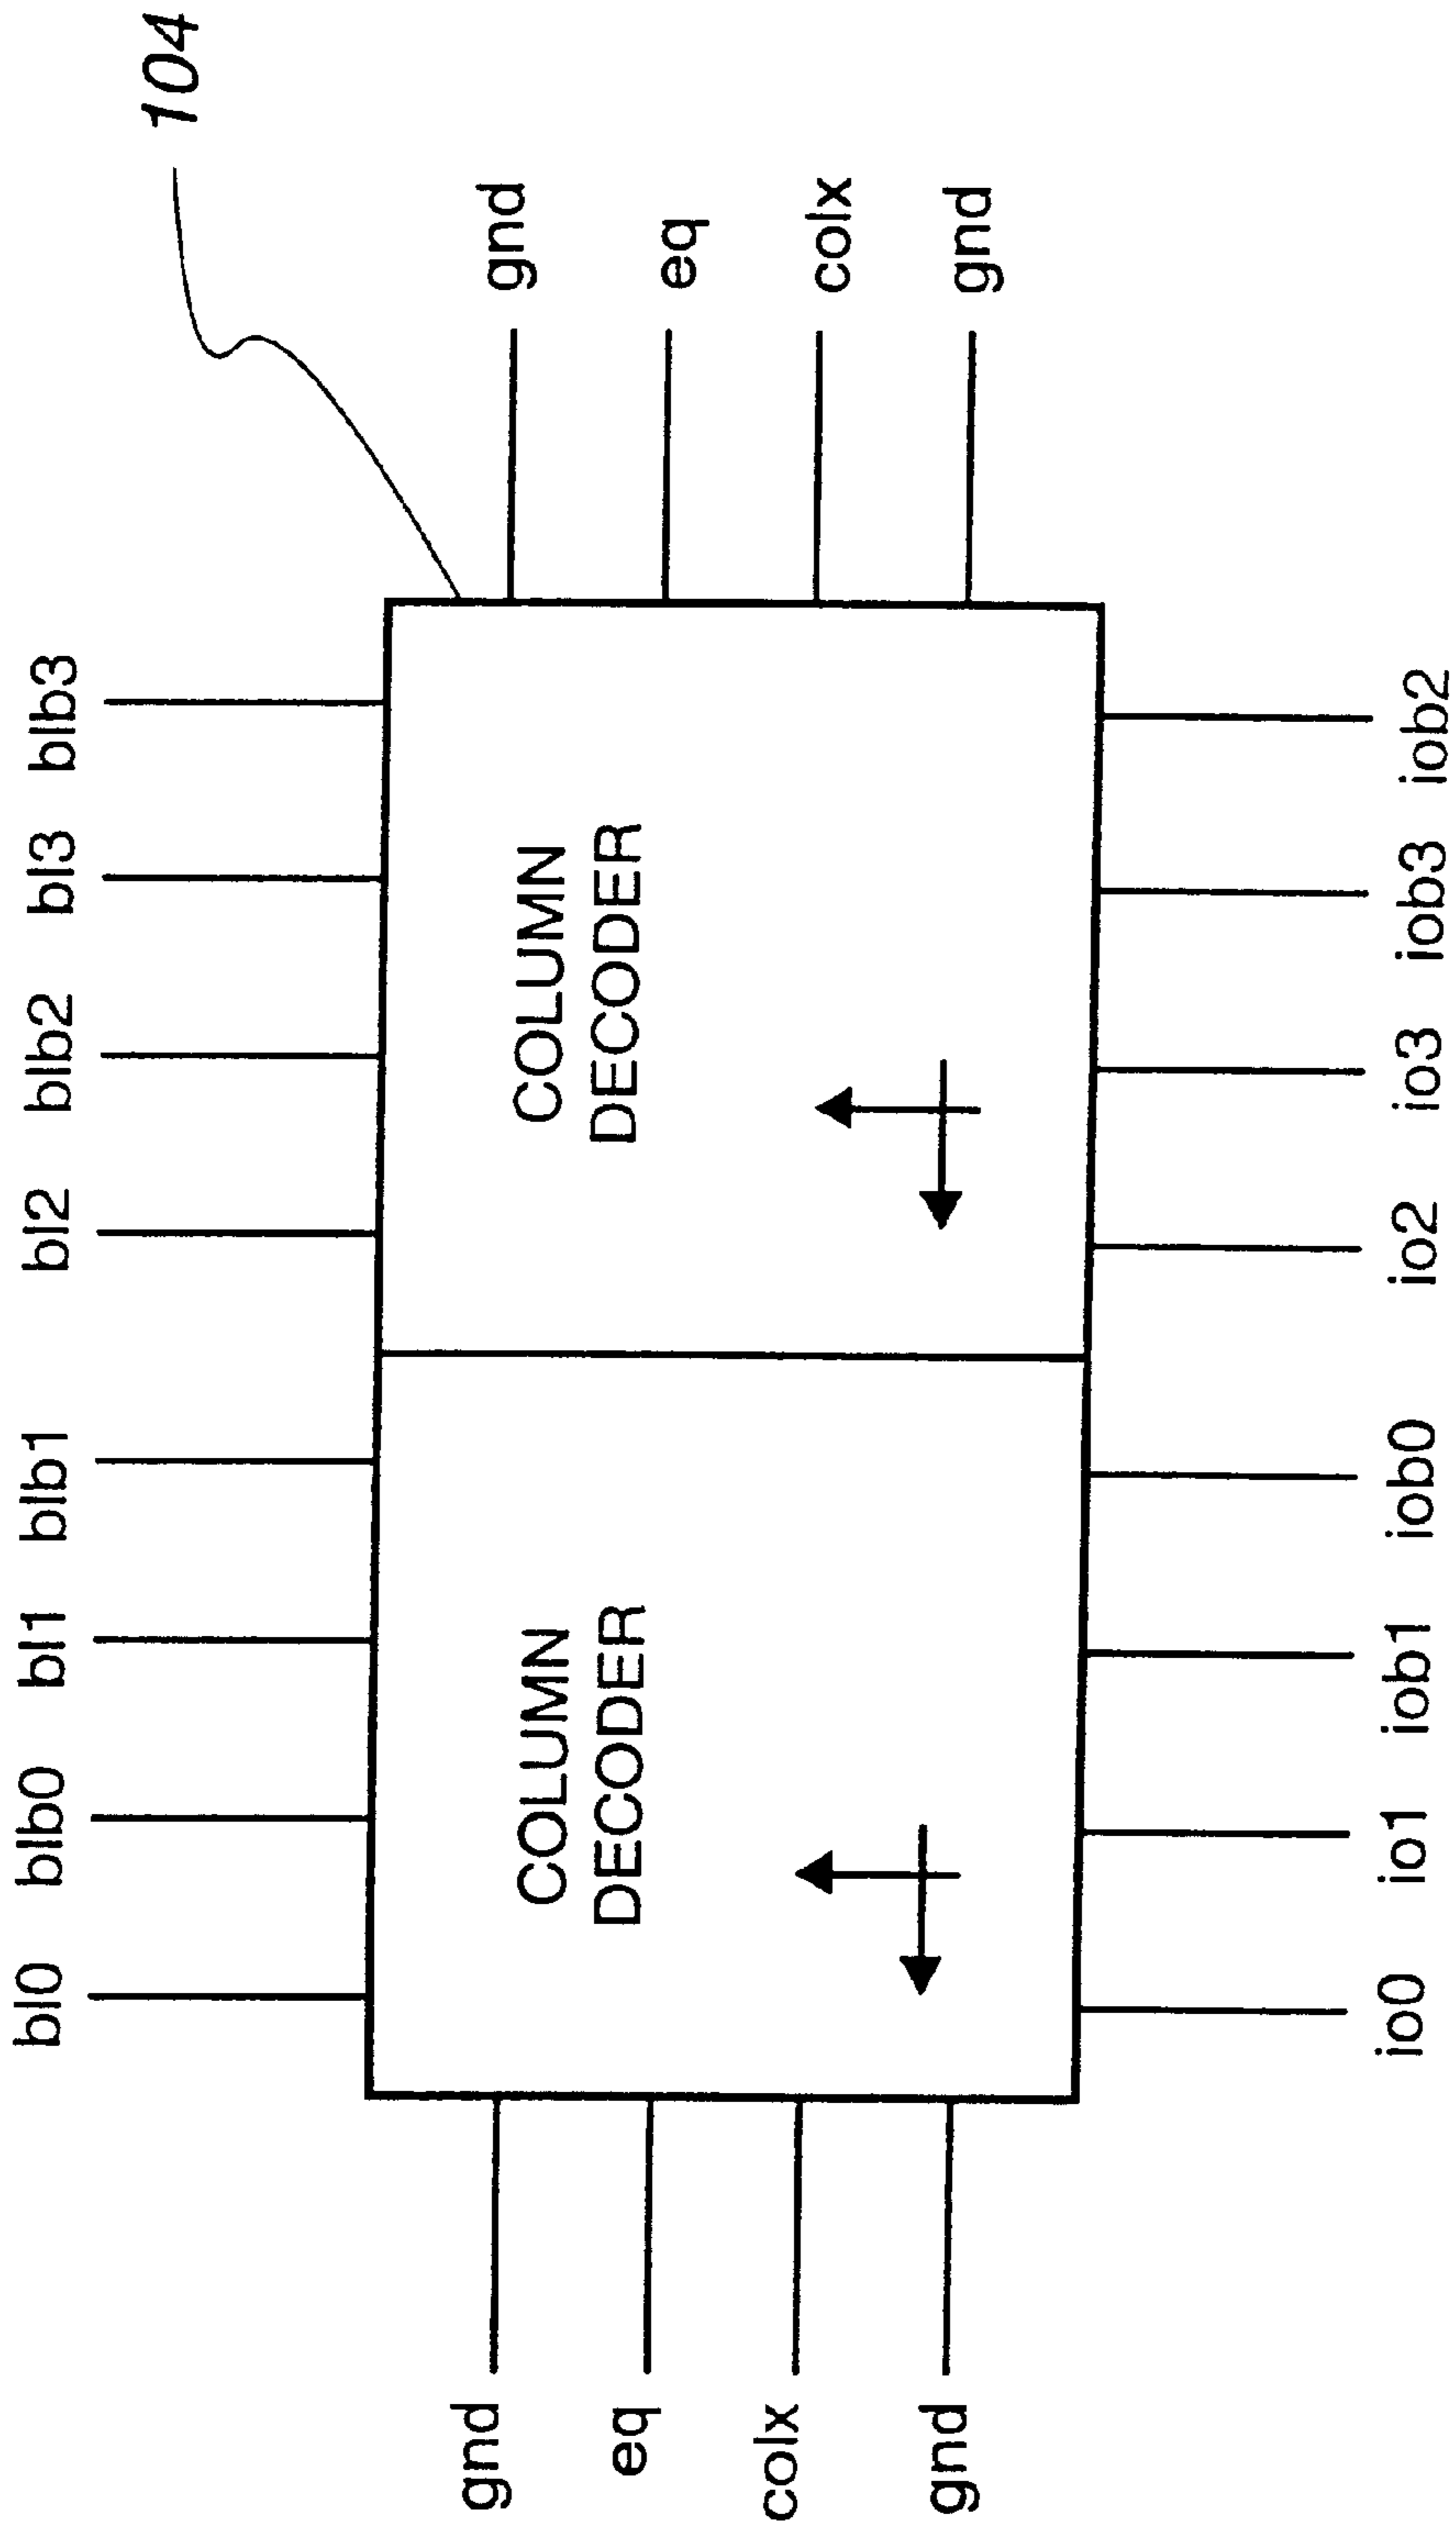 104
bl0 blb0 bl1 blb1 bl2 blb2 bl3 blb3
gnd
eq
colx
gnd
COLUMN
DECODER
COLUMN
DECODER
gnd
eq
colx
gnd
io0 io1 iob1 iob0 io2 io3 iob3 iob2